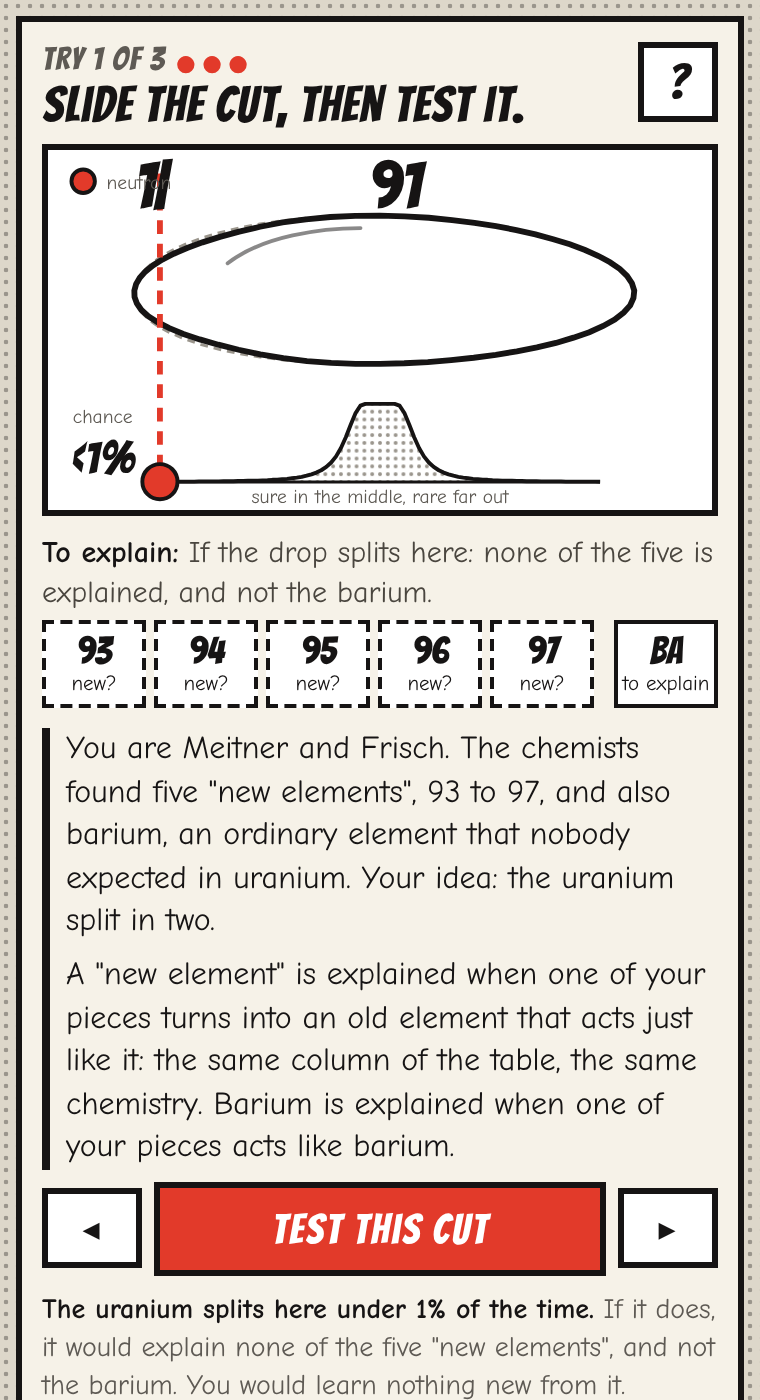 TRY 1 OF 3
SLIDE THE CUT, THEN TEST IT.
?
neutron
1
91
chance
<1%
sure in the middle, rare far out
To explain: If the drop splits here: none of the five is
explained, and not the barium.
93
new?
94
new?
95
new?
96
new?
97
new?
BA
to explain
You are Meitner and Frisch. The chemists
found five "new elements", 93 to 97, and also
barium, an ordinary element that nobody
expected in uranium. Your idea: the uranium
split in two.
A "new element" is explained when one of your
pieces turns into an old element that acts just
like it: the same column of the table, the same
chemistry. Barium is explained when one of
your pieces acts like barium.
◄
TEST THIS CUT
►
The uranium splits here under 1% of the time. If it does,
it would explain none of the five "new elements", and not
the barium. You would learn nothing new from it.